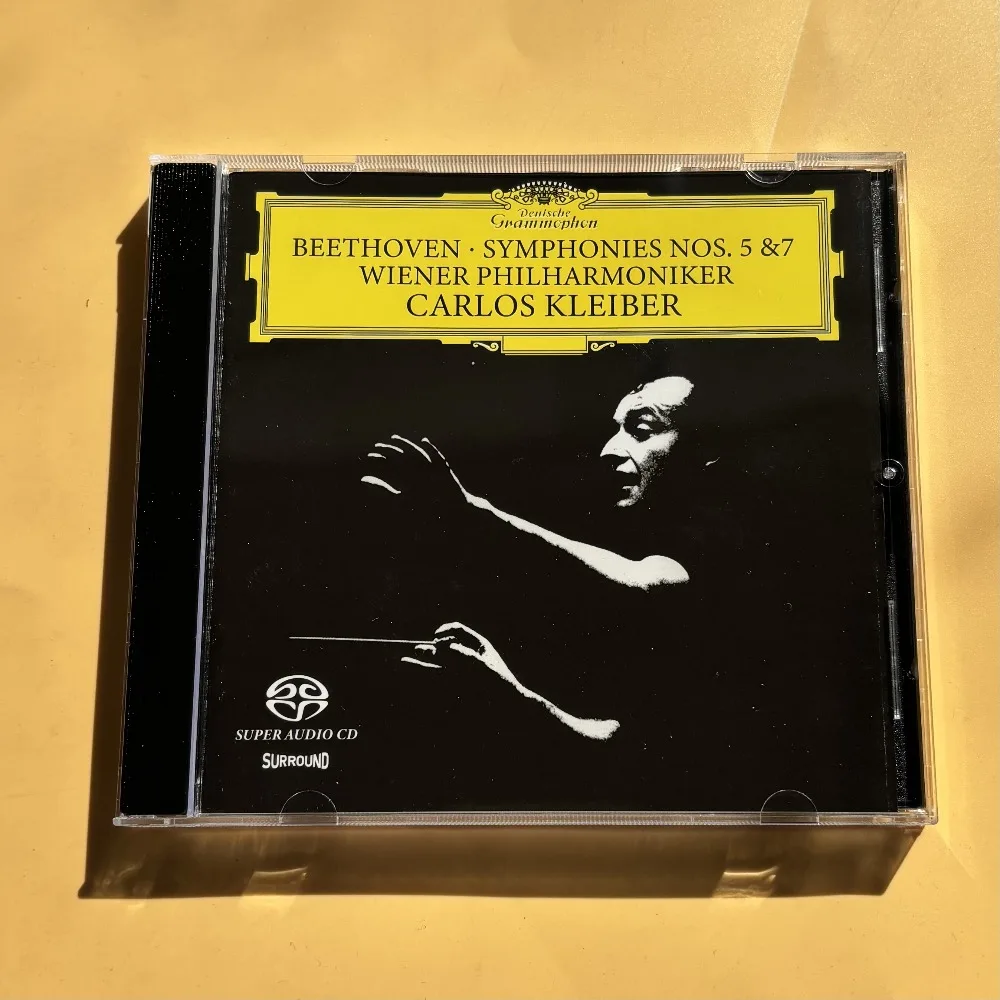 Deutsche
Grammophon
BEETHOVEN · SYMPHONIES NOS. 5 &7
WIENER PHILHARMONIKER
CARLOS KLEIBER
SUPER AUDIO CD
SURROUND